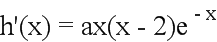 h'(x) = ax(x - 2)e^{- x}